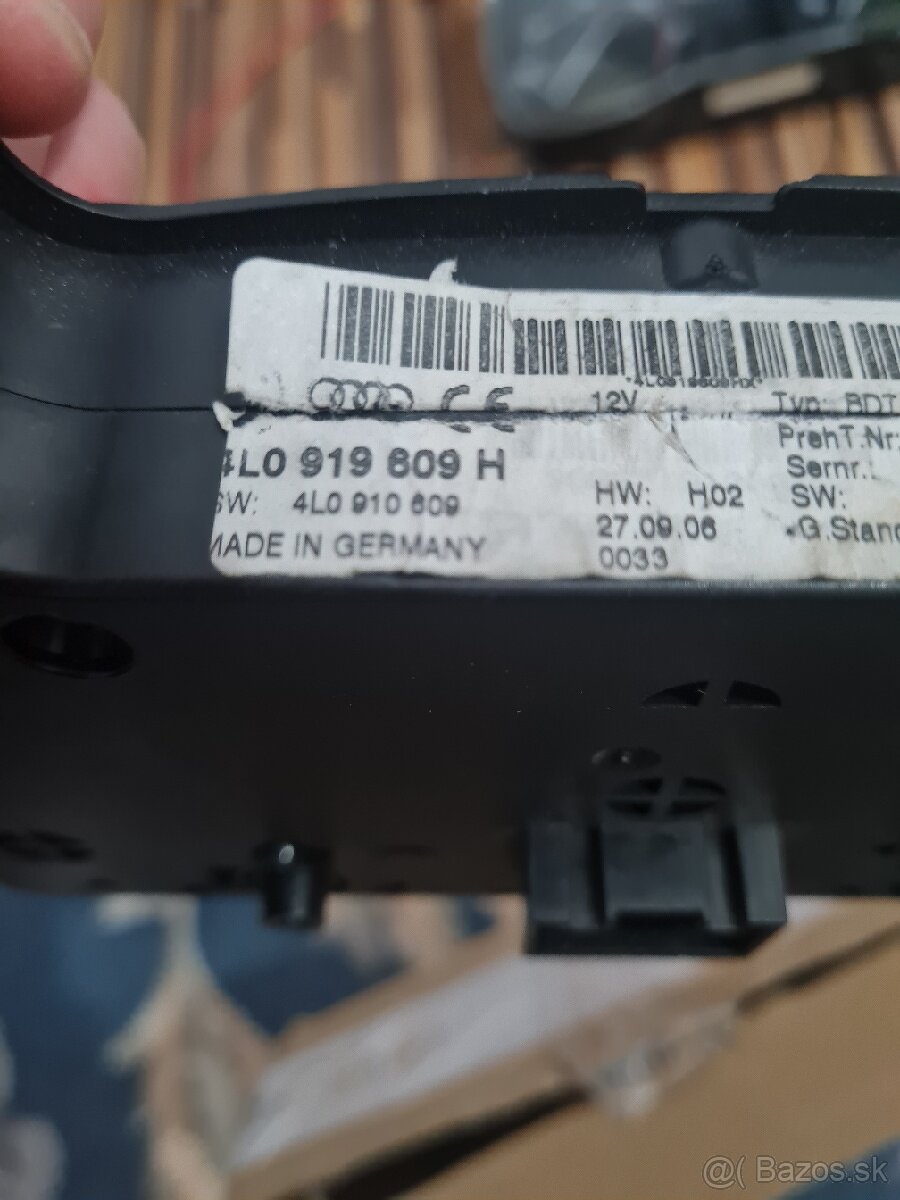 12V
Typ: BDT
4L0 919 609 H
PrehT.Nr:
Sernr.:
SW: 4L0 910 609
HW: H02
SW:
27.09.06
G.Stand
MADE IN GERMANY
0033
@( Bazos.sk